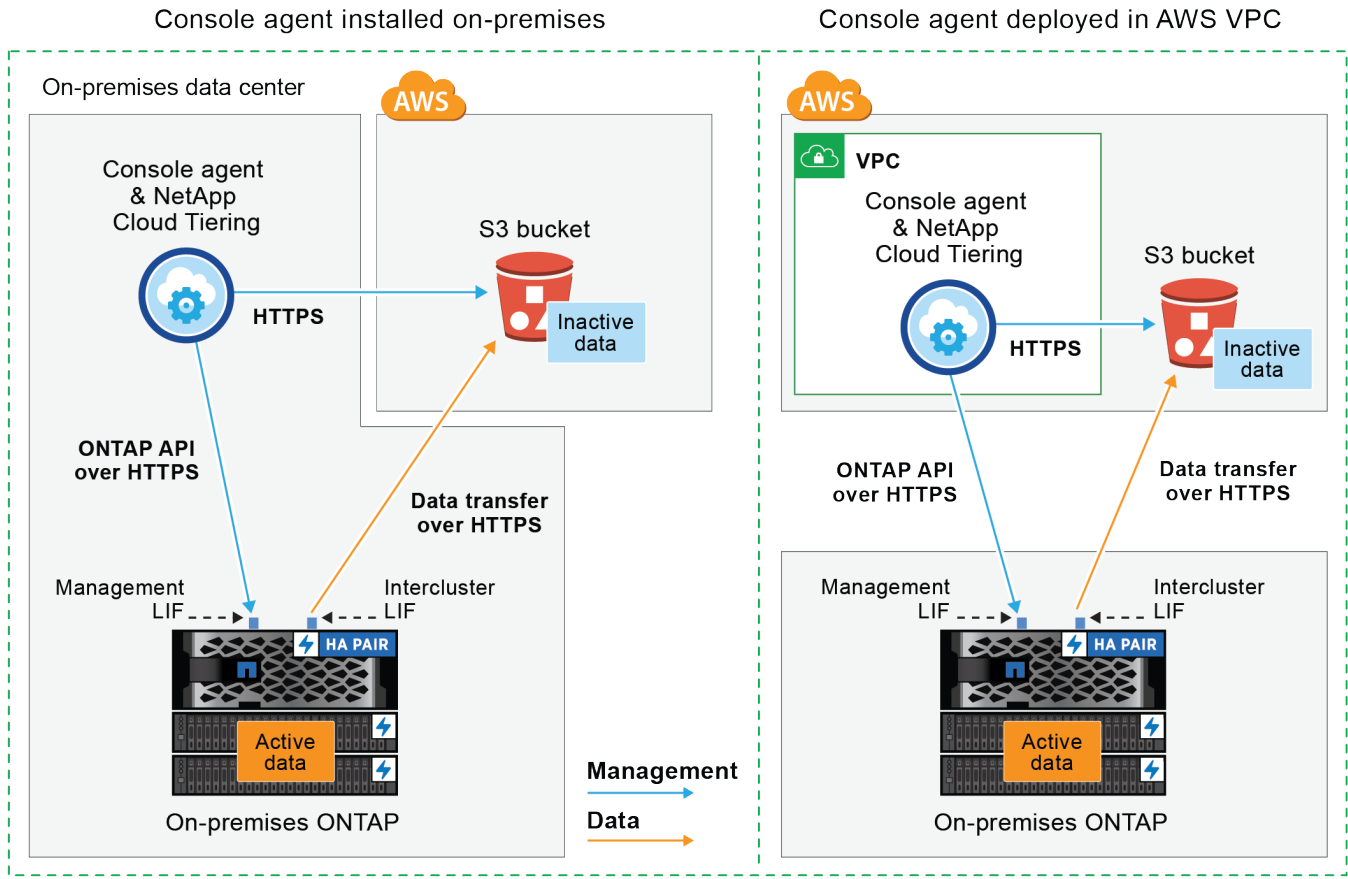 Console agent installed on-premises
On-premises data center
AWS
Console agent
& NetApp
Cloud Tiering
S3 bucket
HTTPS
Inactive
data
ONTAP API
over HTTPS
Data transfer
over HTTPS
Management
LIF
Intercluster
LIF
HA PAIR
Active
data
On-premises ONTAP
Management
Data
Console agent deployed in AWS VPC
AWS
VPC
Console agent
& NetApp
Cloud Tiering
S3 bucket
HTTPS
Inactive
data
ONTAP API
over HTTPS
Data transfer
over HTTPS
Management
LIF
Intercluster
LIF
HA PAIR
Active
data
On-premises ONTAP